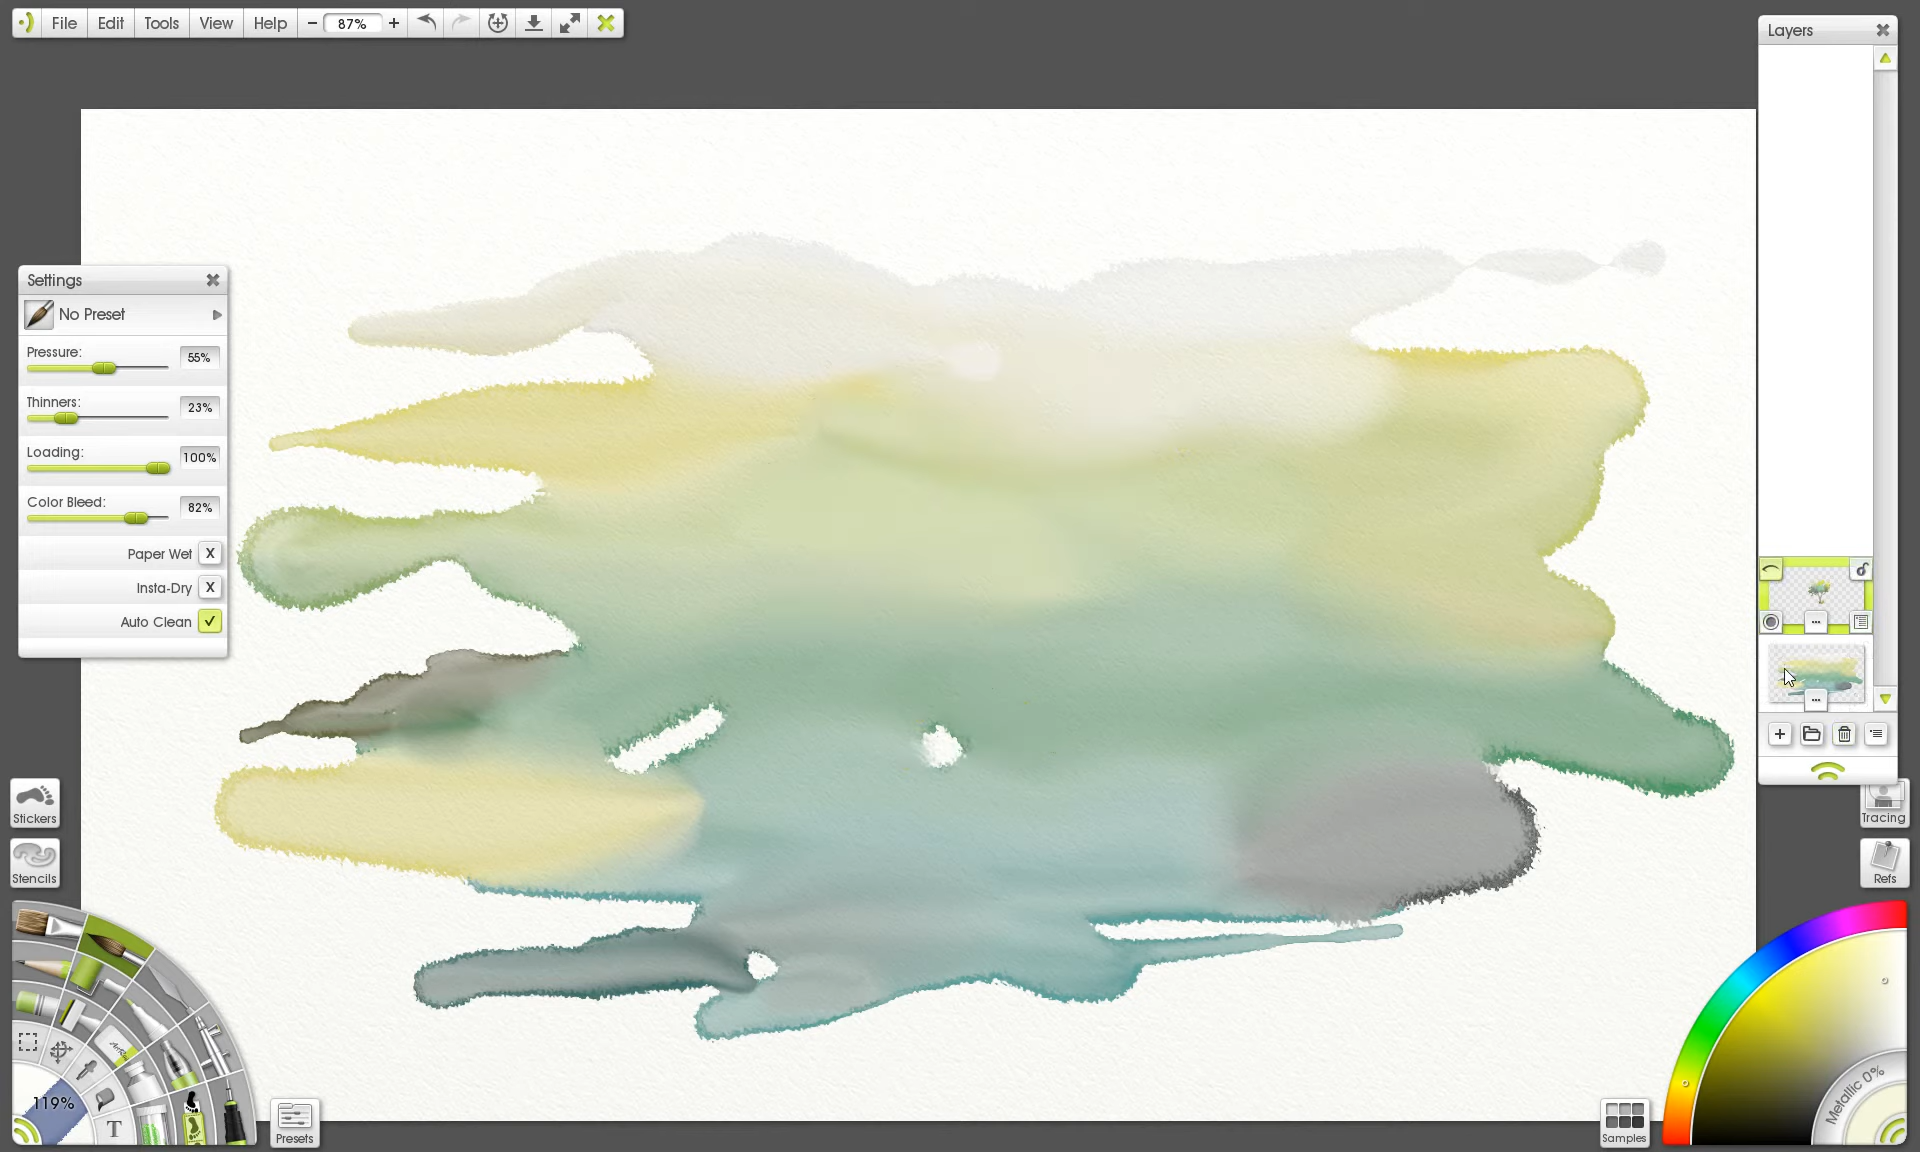 File Edit Tools View Help 87%
Layers
Settings
No Preset
Pressure: 55%
Thinners: 23%
Loading: 100%
Color Bleed: 82%
Paper Wet X
Insta-Dry X
Auto Clean
Stickers
Tracing
Stencils
Refs
119%
T
Presets
Samples
Metallic 0%